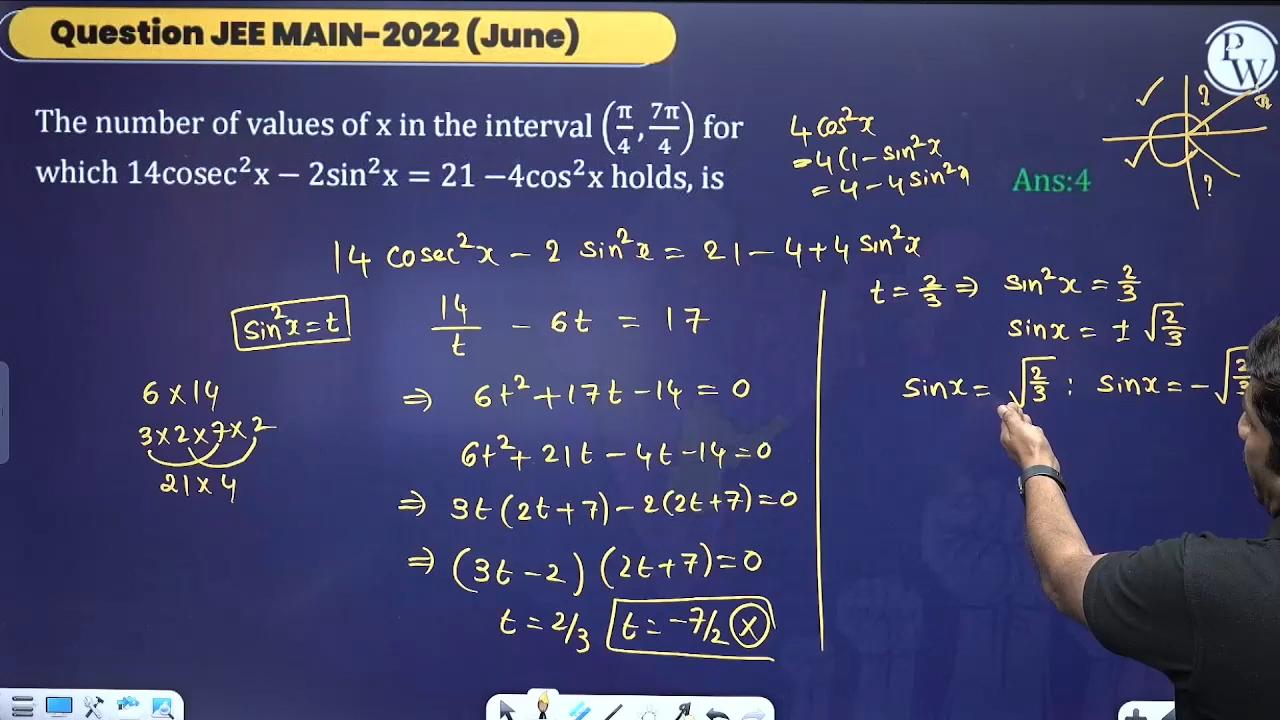 Question JEE MAIN-2022 (June)
PW
The number of values of x in the interval (π/4, 7π/4) for
which 14cosec²x − 2sin²x = 21 −4cos²x holds, is
4cos²x
=4(1-sin²x
= 4-4sin²x
Ans:4
?
?
14 cosec²x - 2 sin²x = 21-4+4 sin²x
sin²x=t
14/t - 6t = 17
⇒ 6t²+17t-14=0
6t²+21t-4t-14=0
⇒ 3t(2t+7)-2(2t+7)=0
⇒ (3t-2)(2t+7)=0
t=2/3 t=-7/2 x
6×14
3×2×7×2
21×4
t=2/3 ⇒ sin²x=2/3
sinx = ±√2/3
sinx=√2/3 : sinx=-√2/3